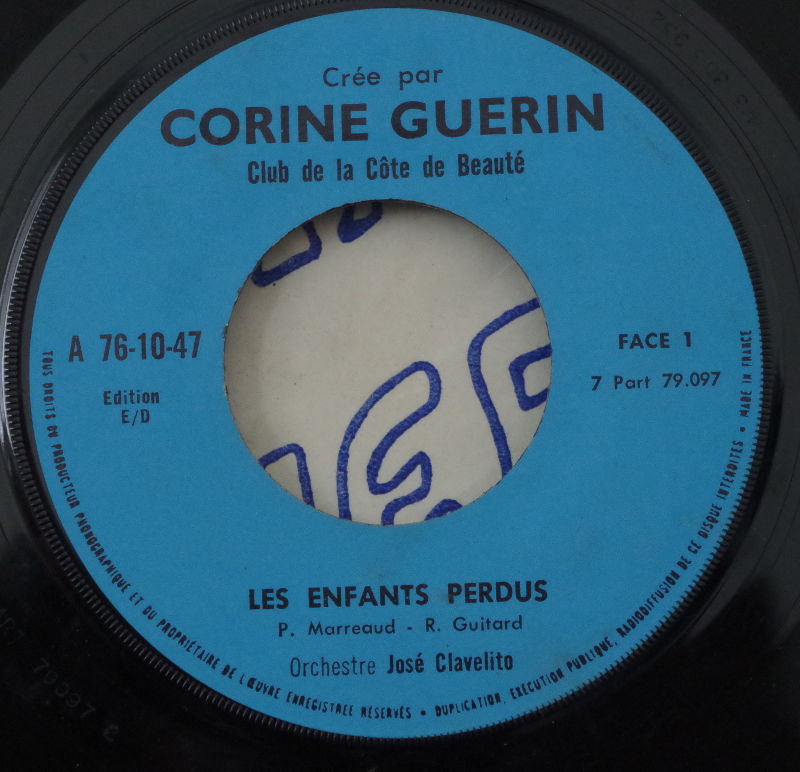 Crée par
CORINE GUERIN
Club de la Côte de Beauté
A 76-10-47
Edition
E/D
FACE 1
7 Part 79.097
LES ENFANTS PERDUS
P. Marreaud - R. Guitard
Orchestre José Clavelito
TOUS DROITS DU PRODUCTEUR PHONOGRAPHIQUE ET DU PROPRIÉTAIRE DE L'ŒUVRE ENREGISTREE RÉSERVÉS • DUPLICATION, EXECUTION PUBLIQUE, RADIODIFFUSION DE CE DISQUE INTERDITES • MADE IN FRANCE